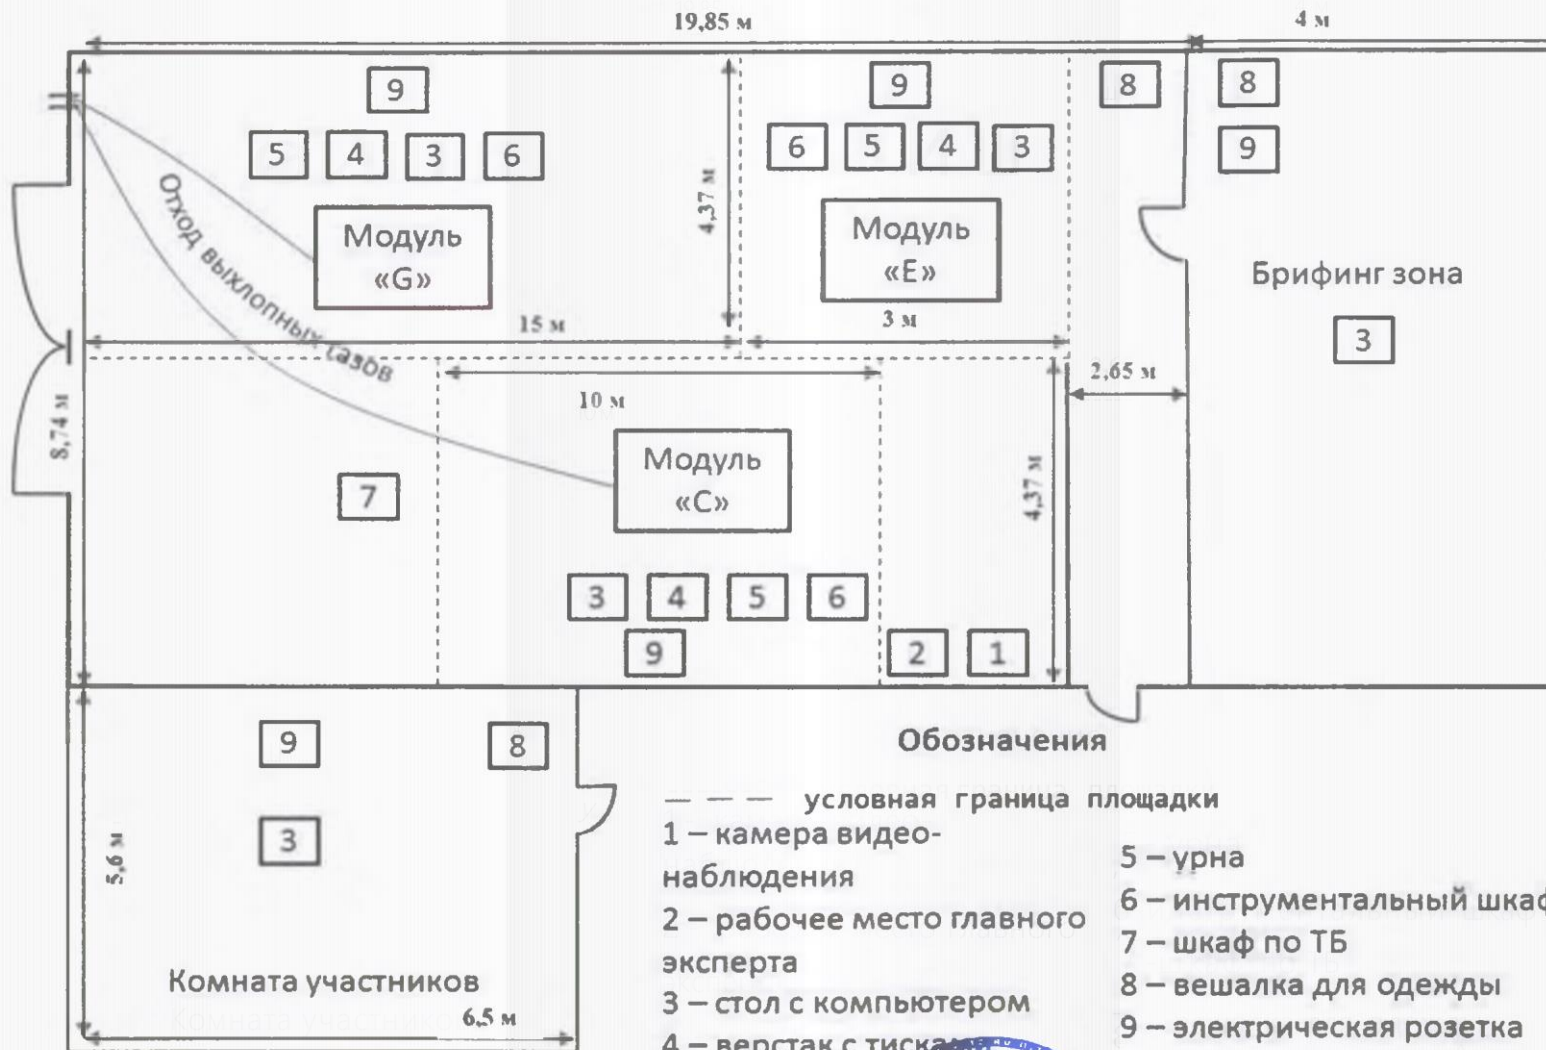 19,85 м
4 м
9
9
8
8
5
4
3
6
6
5
4
3
9
Отход выхлопных газов
Модуль
«G»
4,37 м
Модуль
«E»
Брифинг зона
15 м
3 м
3
8,74 м
10 м
2,65 м
Модуль
«C»
4,37 м
7
3
4
5
6
9
2
1
9
8
3
5,6 м
Комната участников
6,5 м
Обозначения
— — — условная граница площадки
1 – камера видео-
наблюдения
2 – рабочее место главного
эксперта
3 – стол с компьютером
4 – верстак с тисками
5 – урна
6 – инструментальный шкаф
7 – шкаф по ТБ
8 – вешалка для одежды
9 – электрическая розетка